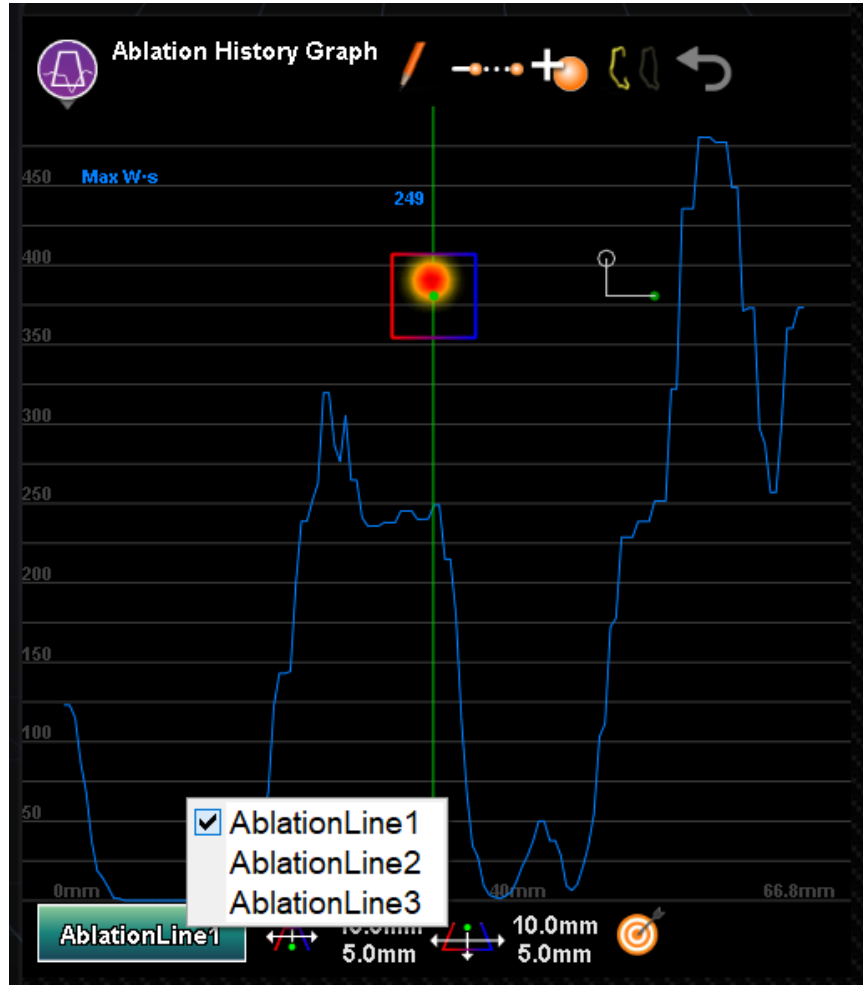 Ablation History Graph
450
Max W·s
249
400
350
300
250
200
150
100
50
AblationLine1
AblationLine2
AblationLine3
0mm
40mm
66.8mm
AblationLine1
5.0mm
10.0mm
5.0mm